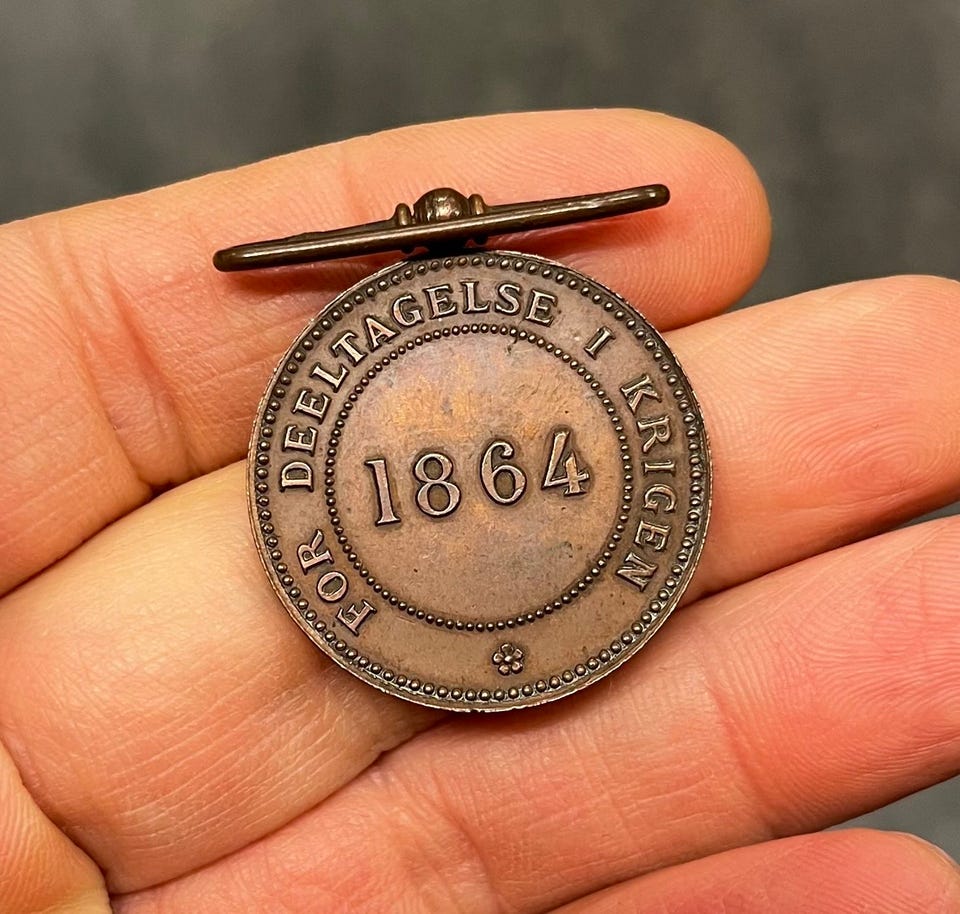 FOR DEELTAGELSE I KRIGEN
1864